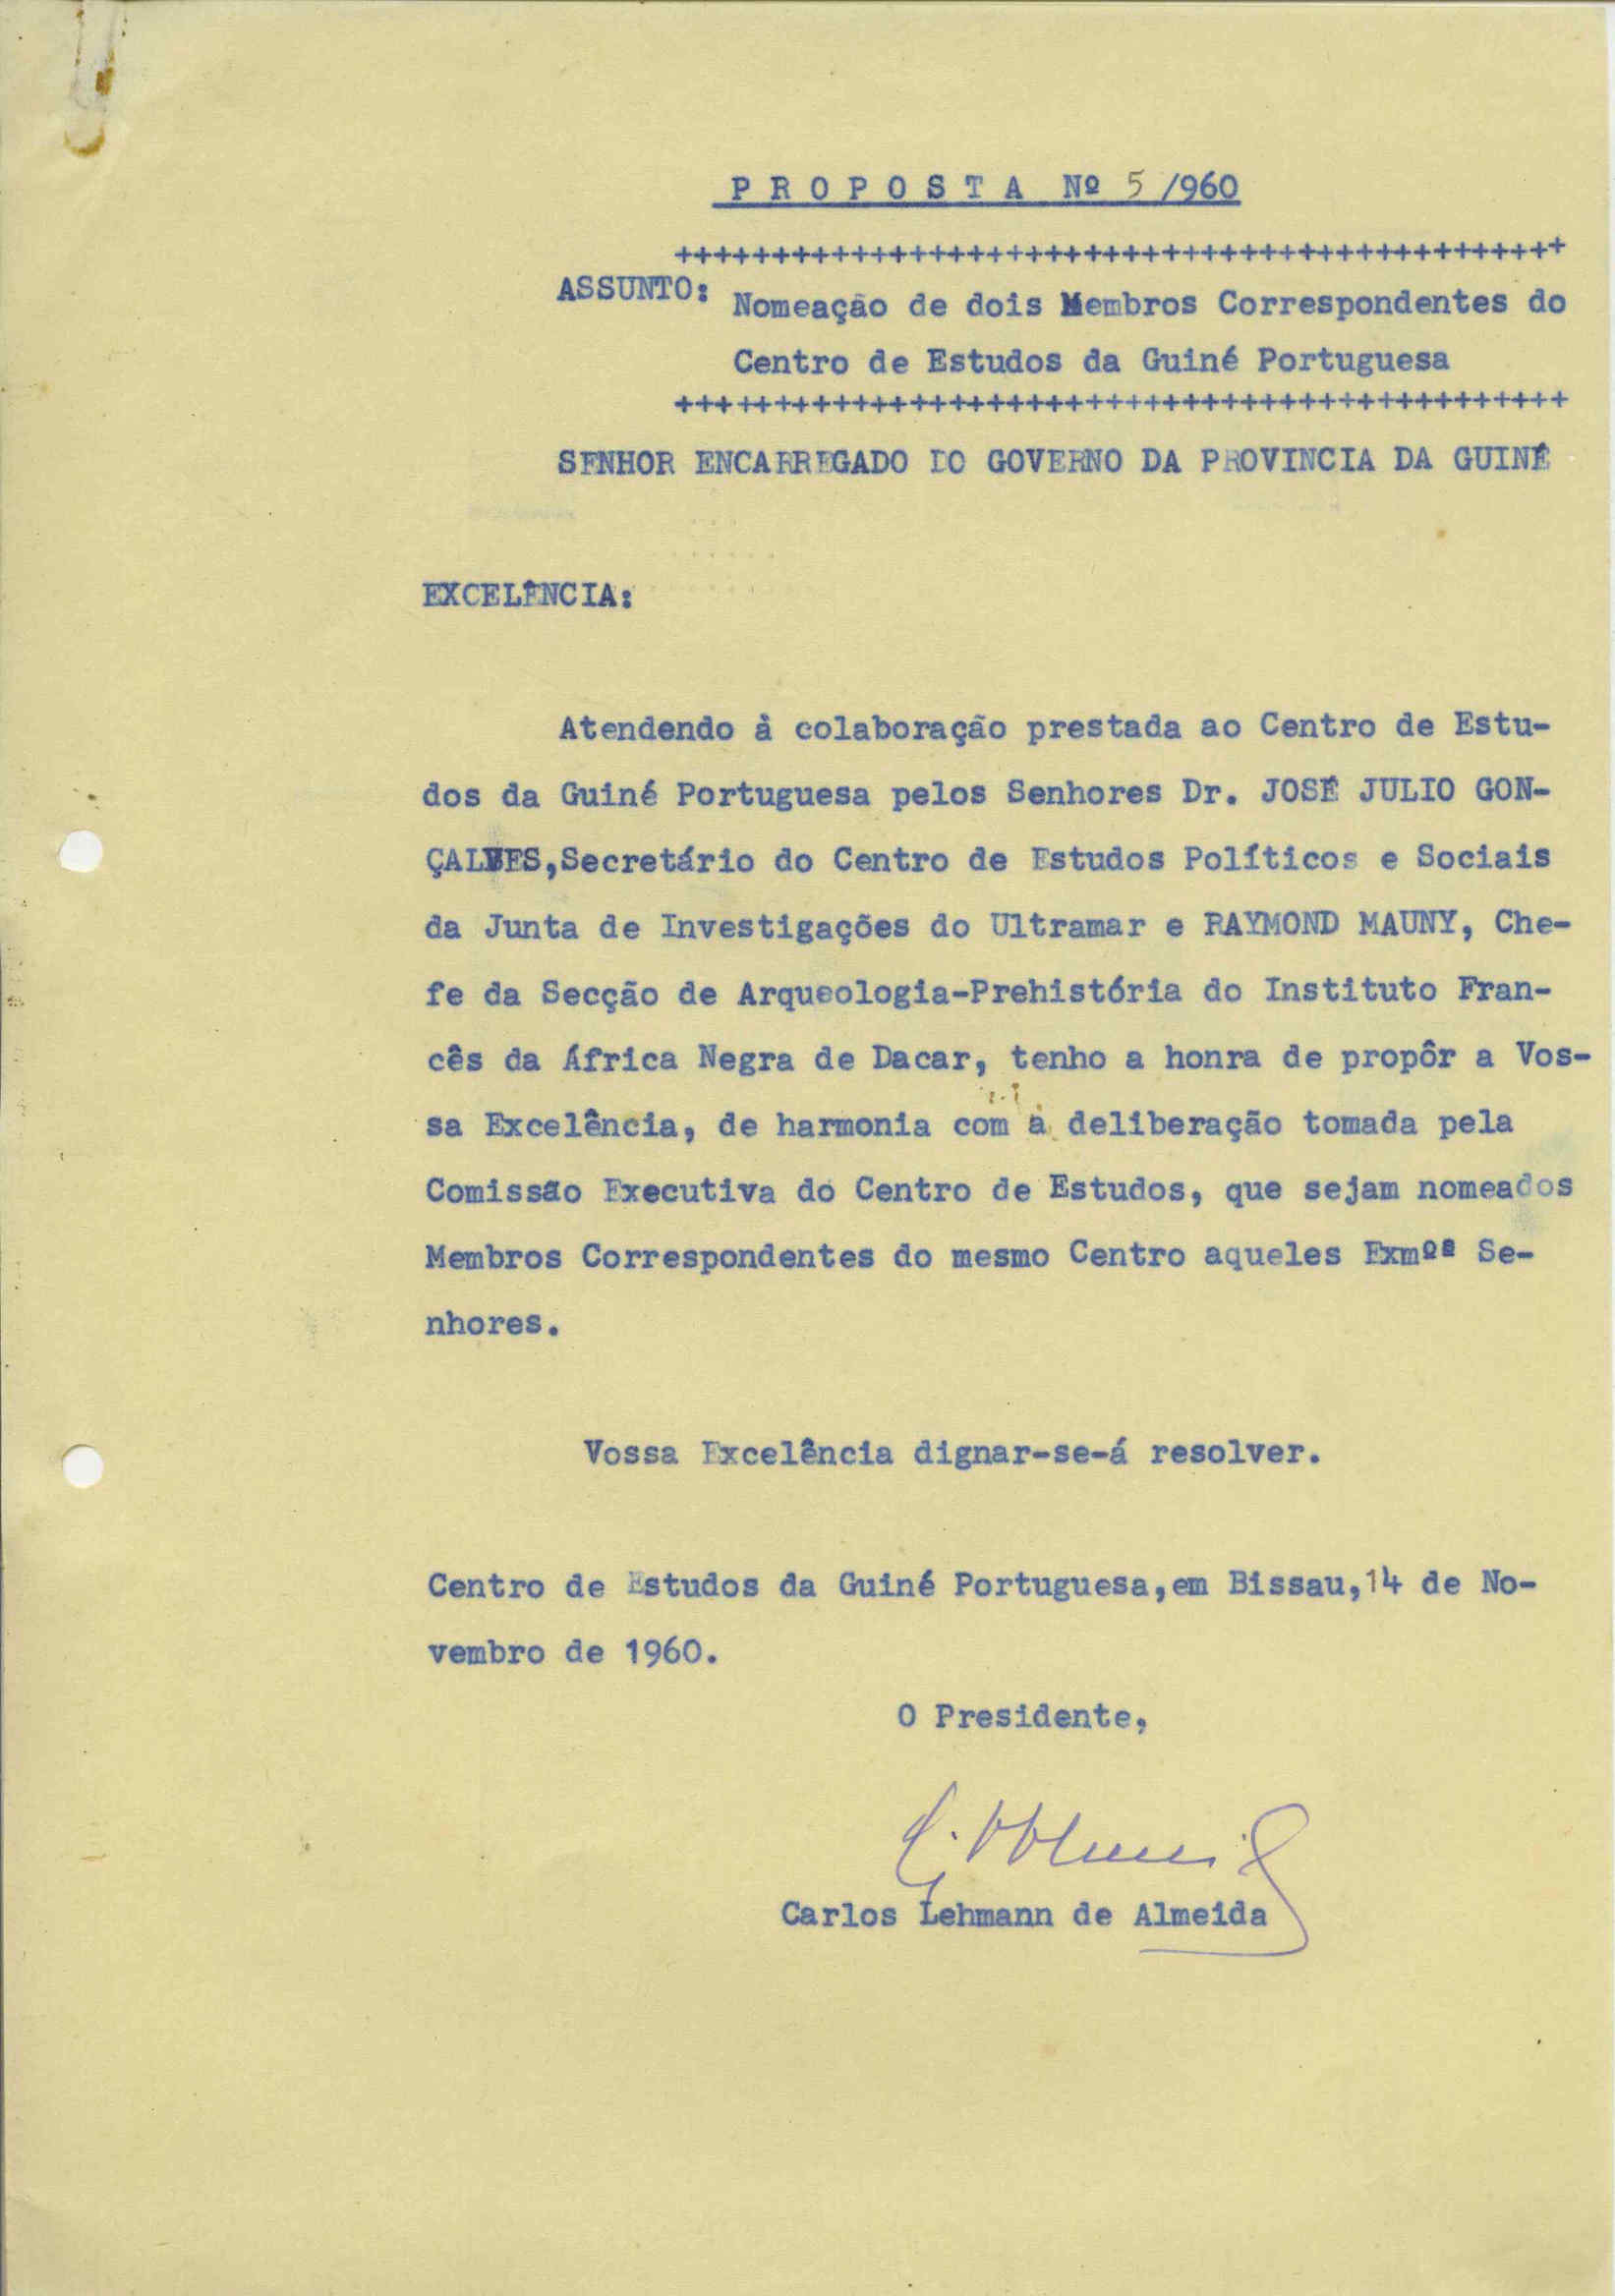 P R O P O S T A Nº 5 /960
++++++++++++++++++++++++++++++++++++++++++++++
ASSUNTO: Nomeação de dois Membros Correspondentes do
Centro de Estudos da Guiné Portuguesa
++++++++++++++++++++++++++++++++++++++++++++++
SENHOR ENCARREGADO DO GOVERNO DA PROVINCIA DA GUINÉ
EXCELÊNCIA:
Atendendo à colaboração prestada ao Centro de Estu-
dos da Guiné Portuguesa pelos Senhores Dr. JOSÉ JULIO GON-
ÇALVES,Secretário do Centro de Estudos Políticos e Sociais
da Junta de Investigações do Ultramar e RAYMOND MAUNY, Che-
fe da Secção de Arqueologia-Prehistória do Instituto Fran-
cês da África Negra de Dacar, tenho a honra de propôr a Vos-
sa Excelência, de harmonia com a deliberação tomada pela
Comissão Executiva do Centro de Estudos, que sejam nomeados
Membros Correspondentes do mesmo Centro aqueles Exmºª Se-
nhores.
Vossa Excelência dignar-se-á resolver.
Centro de Estudos da Guiné Portuguesa,em Bissau,14 de No-
vembro de 1960.
O Presidente,
Carlos Lehmann de Almeida